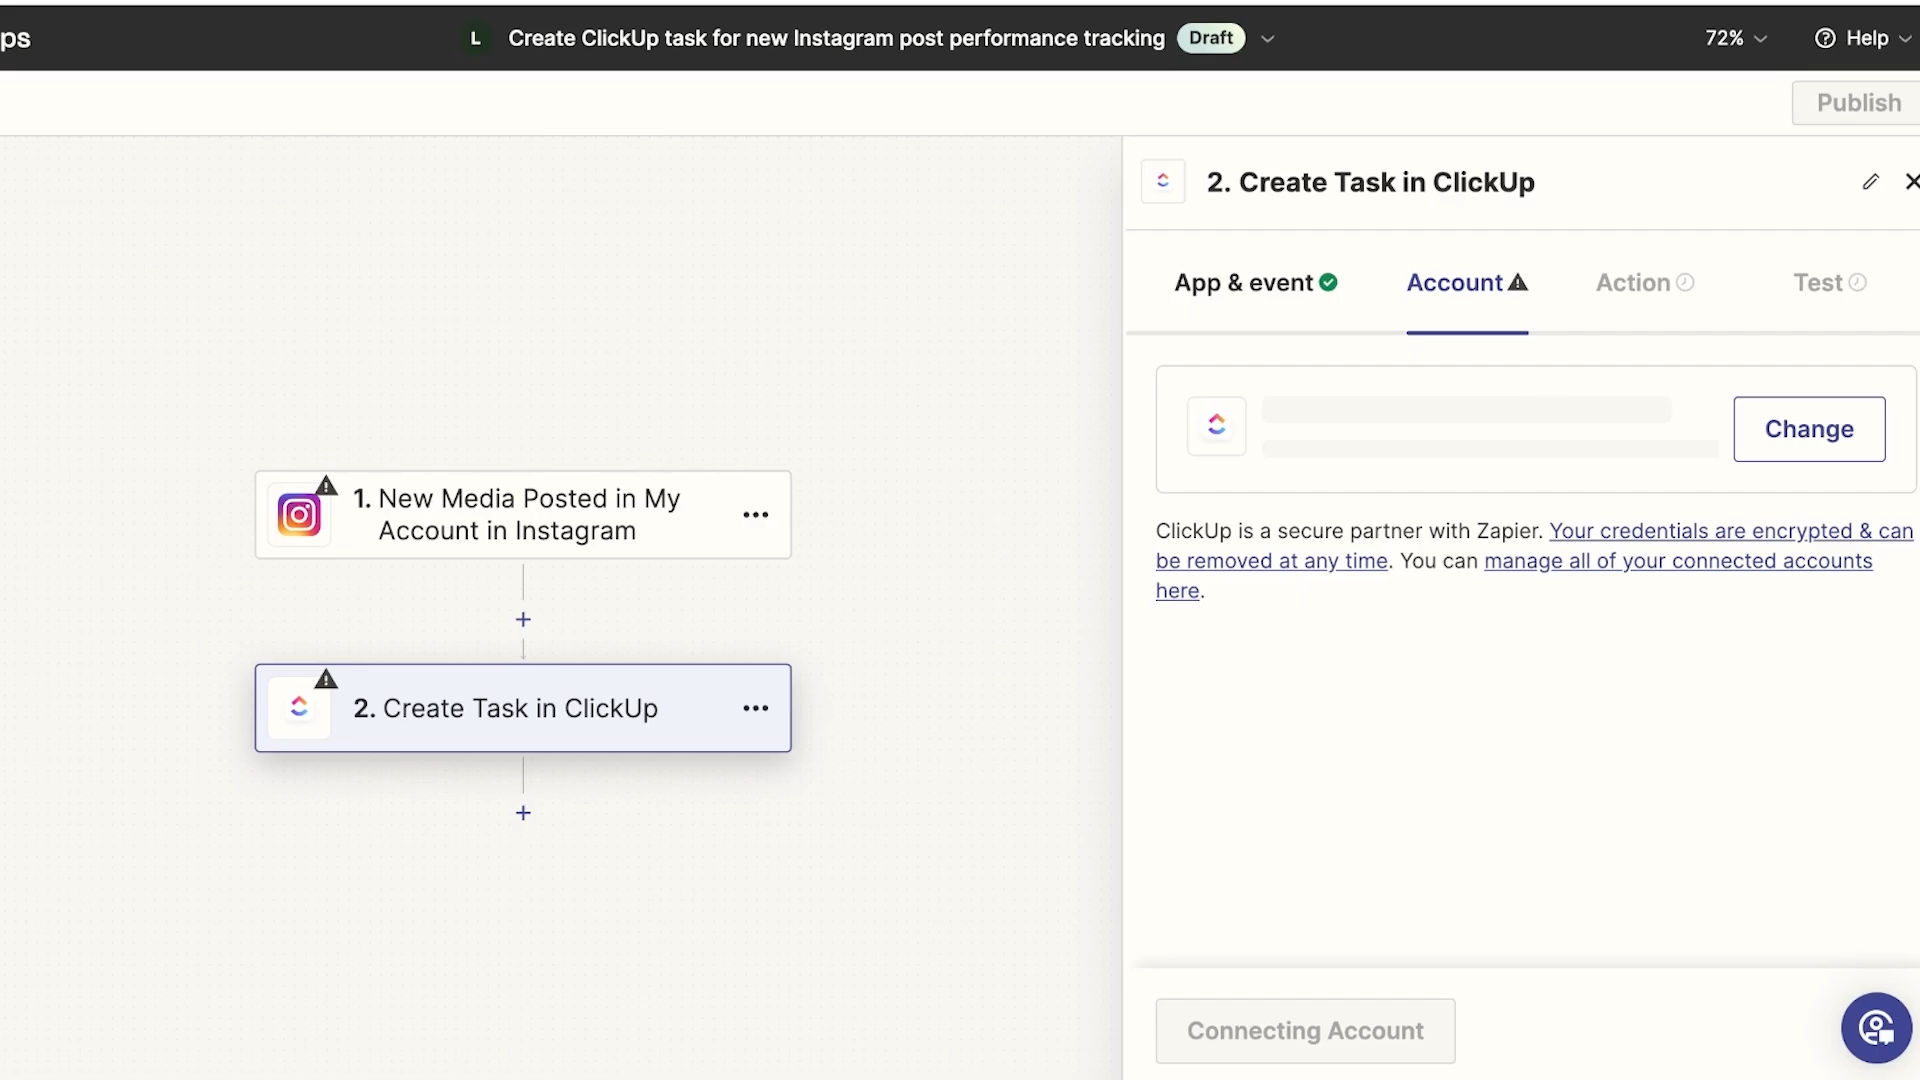 ps
L Create ClickUp task for new Instagram post performance tracking Draft
72%
Help
Publish
2. Create Task in ClickUp
App & event
Account
Action
Test
Change
ClickUp is a secure partner with Zapier. Your credentials are encrypted & can
be removed at any time. You can manage all of your connected accounts
here.
1. New Media Posted in My
Account in Instagram
2. Create Task in ClickUp
Connecting Account